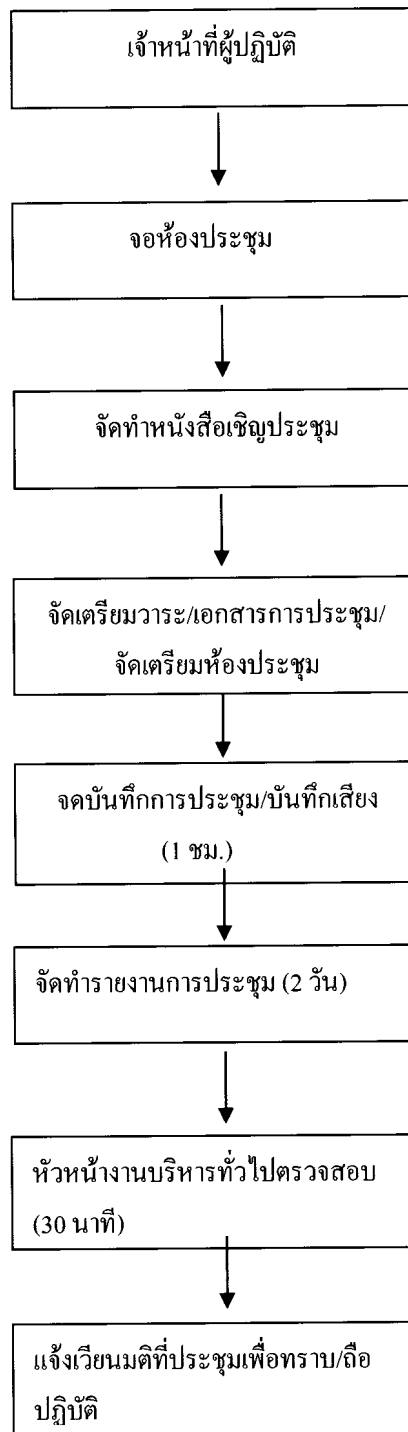 เจ้าหน้าที่ผู้ปฏิบัติ
จอห้องประชุม
จัดทำหนังสือเชิญประชุม
จัดเตรียมวาระ/เอกสารการประชุม/
จัดเตรียมห้องประชุม
จดบันทึกการประชุม/บันทึกเสียง
(1 ชม.)
จัดทำรายงานการประชุม (2 วัน)
หัวหน้างานบริหารทั่วไปตรวจสอบ
(30 นาที)
แจ้งเวียนมติที่ประชุมเพื่อทราบ/ถือ
ปฏิบัติ